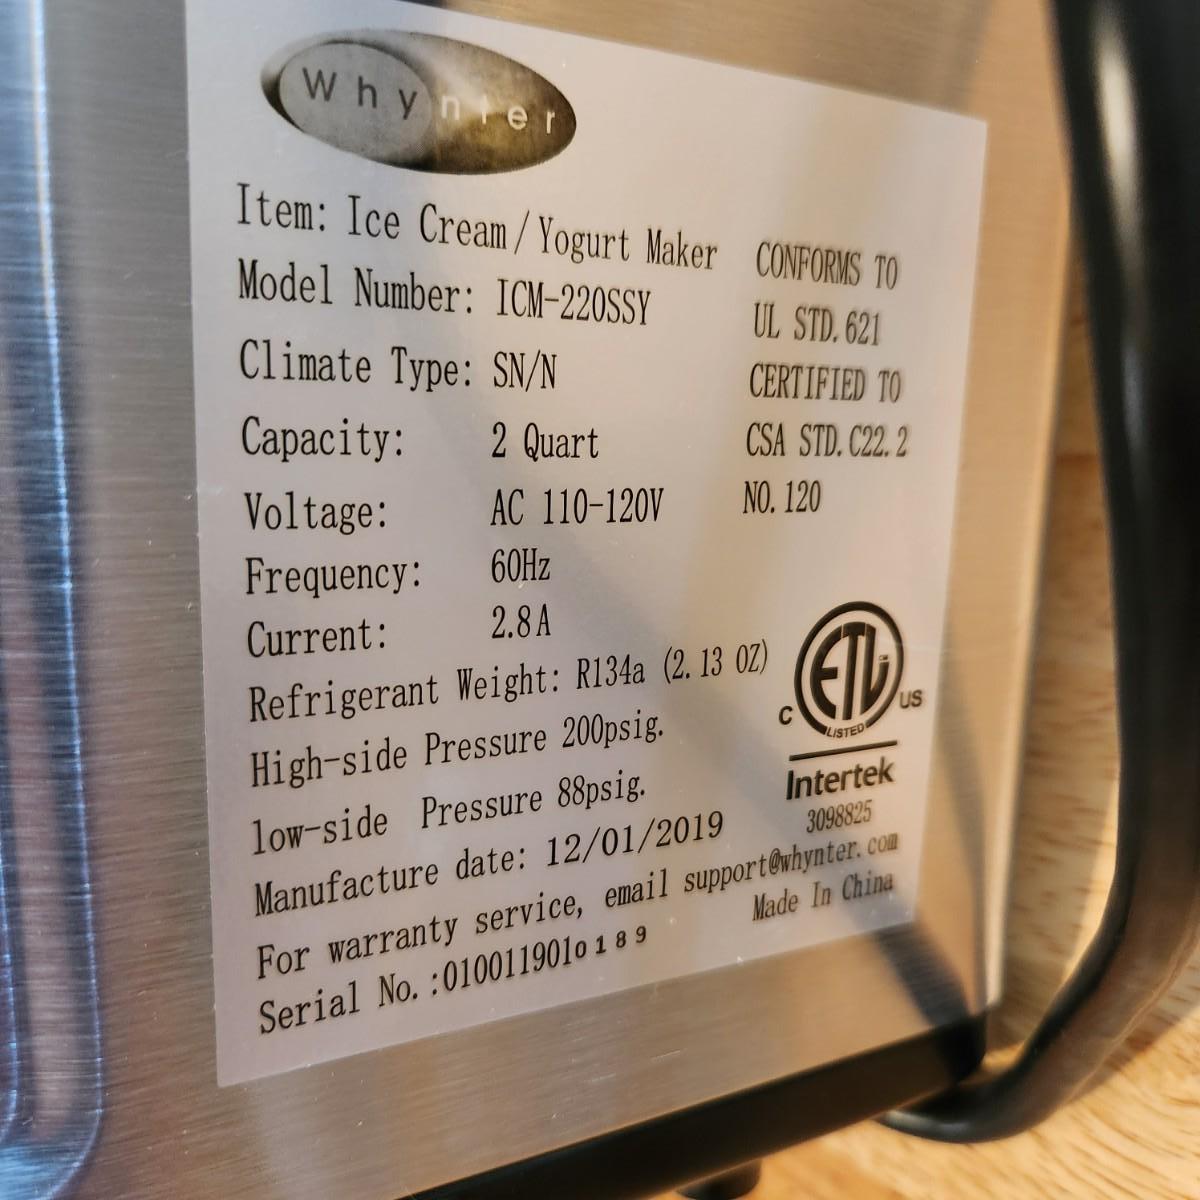 Whynter
Item: Ice Cream/Yogurt Maker
Model Number: ICM-220SSY
Climate Type: SN/N
Capacity: 2 Quart
Voltage: AC 110-120V
Frequency: 60Hz
Current: 2.8A
Refrigerant Weight: R134a (2.13 OZ)
High-side Pressure 200psig.
low-side Pressure 88psig.
Manufacture date: 12/01/2019
For warranty service, email support@whynter.com
Serial No.:0100119010189
CONFORMS TO
UL STD.621
CERTIFIED TO
CSA STD.C22.2
NO.120
ETL CM
C US
LISTED
Intertek
3098825
Made In China